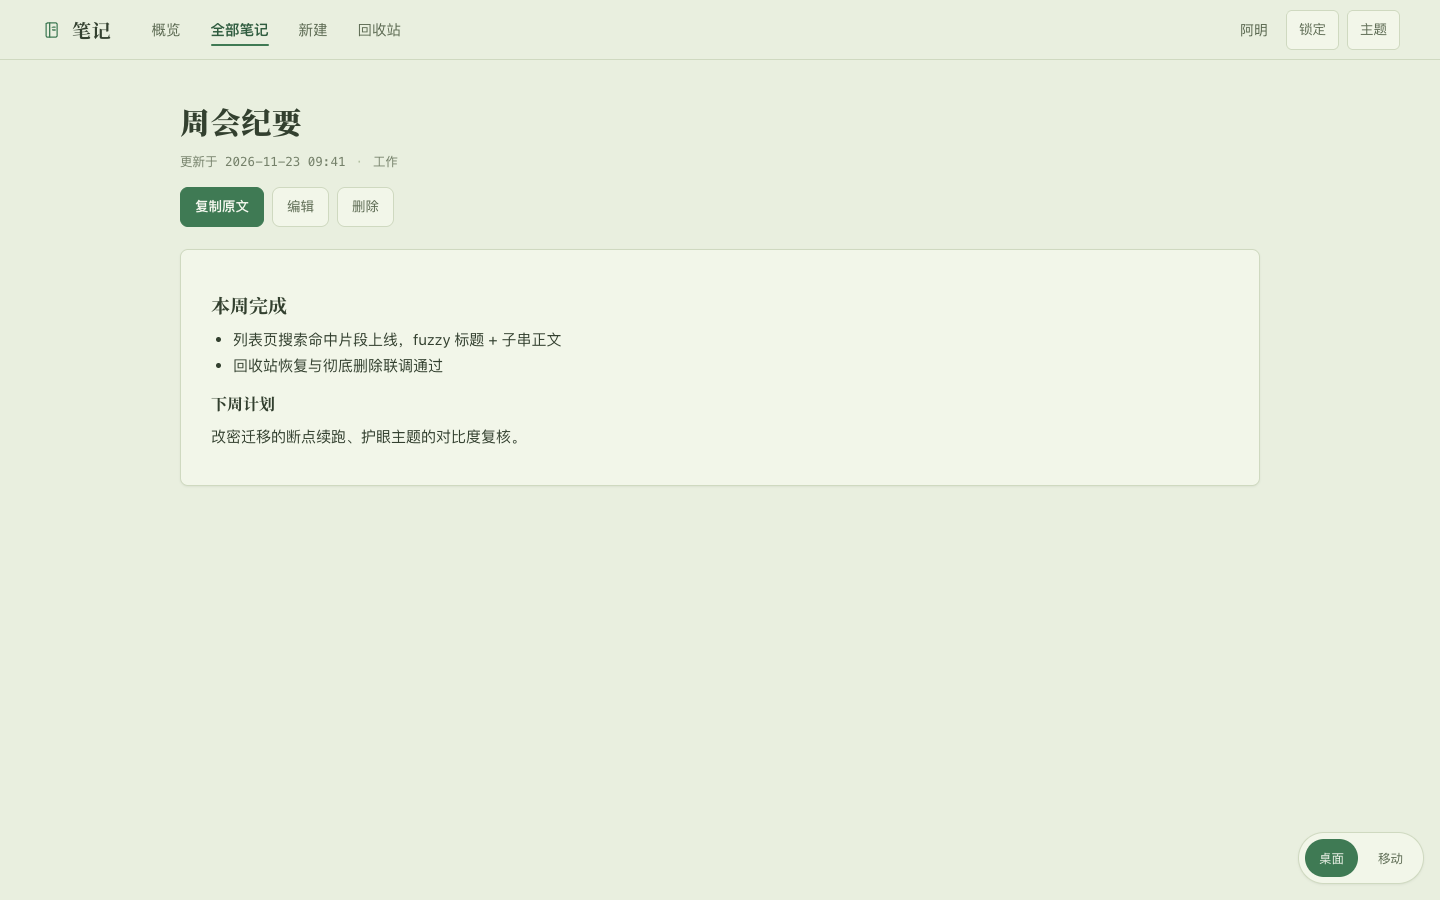 笔记
概览 全部笔记 新建 回收站
阿明 锁定 主题
周会纪要
更新于 2026-11-23 09:41 · 工作
复制原文 编辑 删除
本周完成
• 列表页搜索命中片段上线，fuzzy 标题 + 子串正文
• 回收站恢复与彻底删除联调通过
下周计划
改密迁移的断点续跑、护眼主题的对比度复核。
桌面 移动